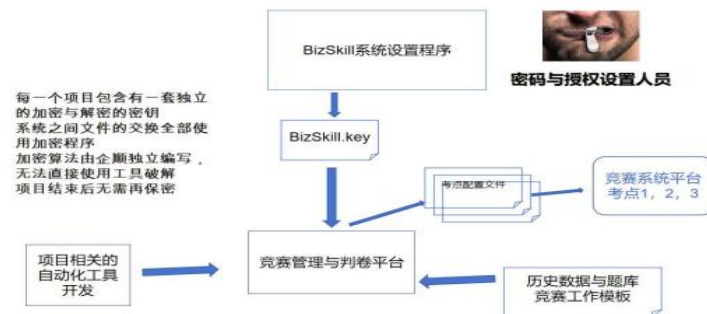 BizSkill系统设置程序
密码与授权设置人员
每一个项目包含有一套独立
的加密与解密的密钥
系统之间文件的交换全部使
用加密程序
加密算法由企顺独立编写，
无法直接使用工具破解
项目结束后无需再保密
BizSkill.key
考点配置文件
竞赛系统平台
考点1，2，3
项目相关的
自动化工具
开发
竞赛管理与判卷平台
历史数据与题库
竞赛工作模板